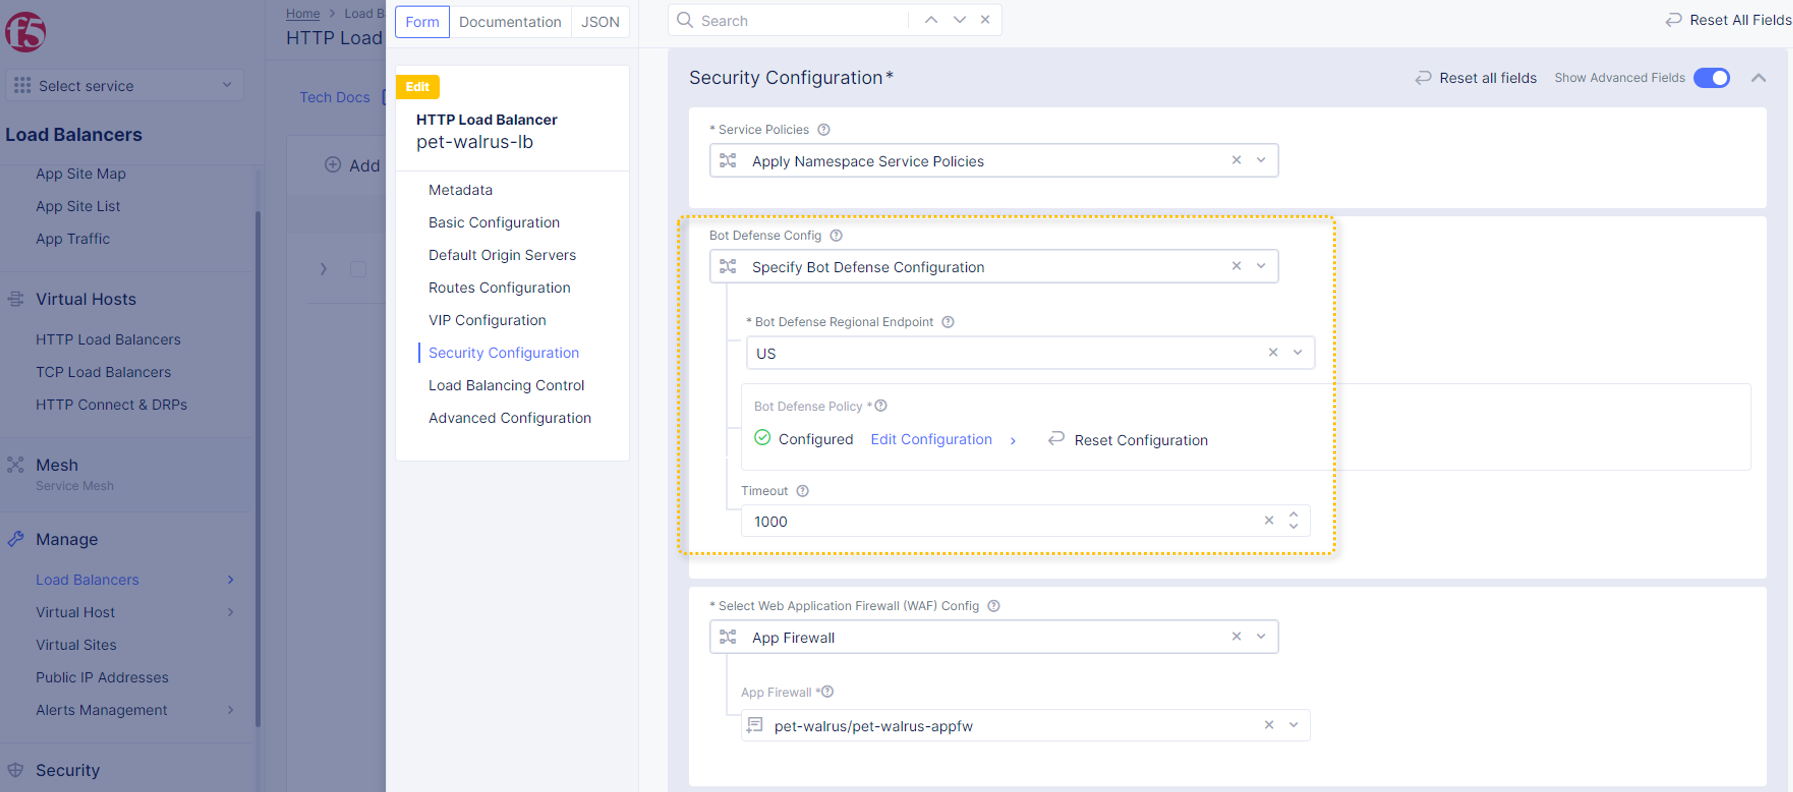 f5
Select service
Load Balancers
App Site Map
App Site List
App Traffic
Virtual Hosts
HTTP Load Balancers
TCP Load Balancers
HTTP Connect & DRPs
Mesh
Service Mesh
Manage
Load Balancers
Virtual Host
Virtual Sites
Public IP Addresses
Alerts Management
Security
Home > Load B
HTTP Load
Tech Docs
Add
Form
Documentation
JSON
Edit
HTTP Load Balancer
pet-walrus-lb
Metadata
Basic Configuration
Default Origin Servers
Routes Configuration
VIP Configuration
Security Configuration
Load Balancing Control
Advanced Configuration
Search
Reset All Fields
Security Configuration*
Reset all fields
Show Advanced Fields
* Service Policies
Apply Namespace Service Policies
Bot Defense Config
Specify Bot Defense Configuration
* Bot Defense Regional Endpoint
US
Bot Defense Policy *
Configured Edit Configuration > Reset Configuration
Timeout
1000
* Select Web Application Firewall (WAF) Config
App Firewall
App Firewall *
pet-walrus/pet-walrus-appfw